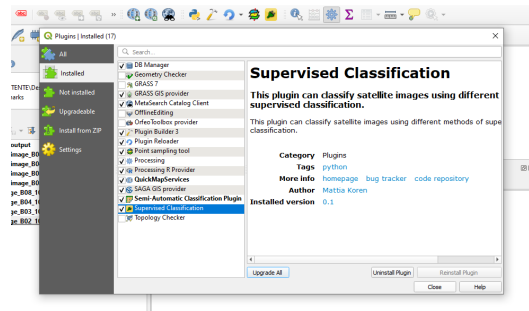 Plugins | Installed (17)
All
Installed
Not installed
Upgradeable
Install from ZIP
Settings
Search...
DB Manager
Geometry Checker
GRASS 7
GRASS GIS provider
MetaSearch Catalog Client
OfflineEditing
OrfeoToolbox provider
Plugin Builder 3
Plugin Reloader
Point sampling tool
Processing
Processing R Provider
QuickMapServices
SAGA GIS provider
Semi-Automatic Classification Plugin
Supervised Classification
Topology Checker
Supervised Classification
This plugin can classify satellite images using different
supervised classification.
This plugin can classify satellite images using different methods of supe
classification.
Category Plugins
Tags python
More info homepage bug tracker code repository
Author Mattia Koren
Installed version 0.1
Upgrade All
Uninstall Plugin
Reinstall Plugin
Close
Help
TENTE\De
arks
output
image_B0
image_B0
image_B0
image_B0
ge_B08_1
ge_B04_1
ge_B03_1
ge_B02_1